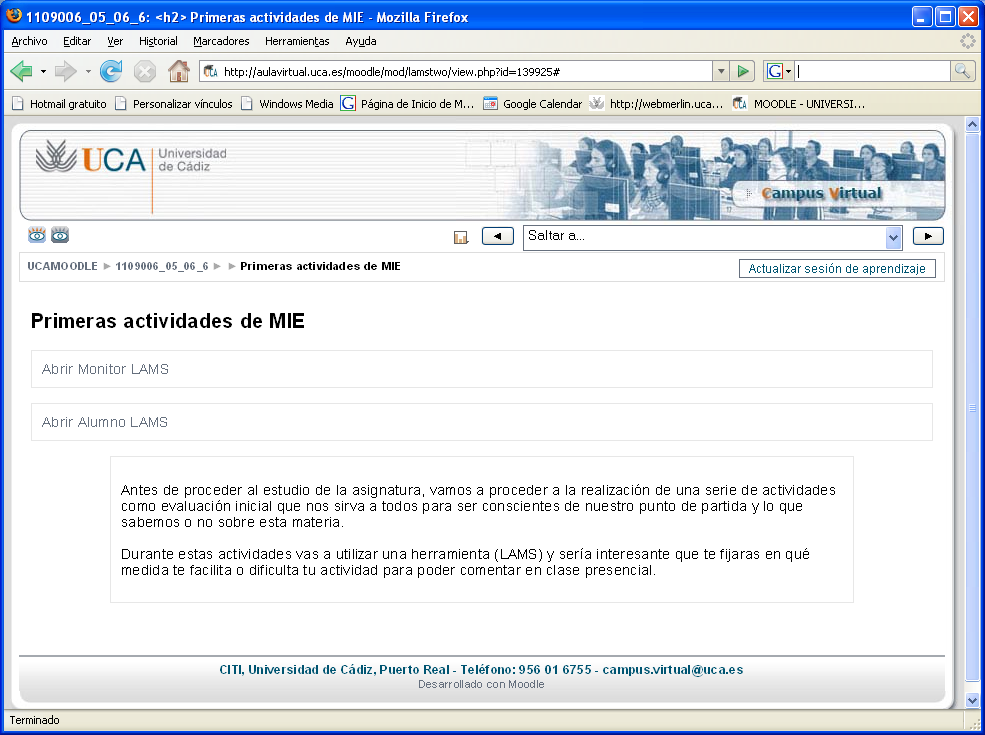 1109006_05_06_6: <h2> Primeras actividades de MIE - Mozilla Firefox
Archivo Editar Ver Historial Marcadores Herramientas Ayuda
http://aulavirtual.uca.es/moodle/mod/lamstwo/view.php?id=139925#
G
Hotmail gratuito Personalizar vínculos Windows Media G Página de Inicio de M... Google Calendar http://webmerlin.uca... MOODLE - UNIVERSI...
UCA Universidad
de Cádiz
Campus Virtual
Saltar a...
UCAMOODLE ► 1109006_05_06_6 ► ► Primeras actividades de MIE
Actualizar sesión de aprendizaje
Primeras actividades de MIE
Abrir Monitor LAMS
Abrir Alumno LAMS
Antes de proceder al estudio de la asignatura, vamos a proceder a la realización de una serie de actividades
como evaluación inicial que nos sirva a todos para ser conscientes de nuestro punto de partida y lo que
sabemos o no sobre esta materia.
Durante estas actividades vas a utilizar una herramienta (LAMS) y sería interesante que te fijaras en qué
medida te facilita o dificulta tu actividad para poder comentar en clase presencial.
CITI, Universidad de Cádiz, Puerto Real - Teléfono: 956 01 6755 - campus.virtual@uca.es
Desarrollado con Moodle
Terminado